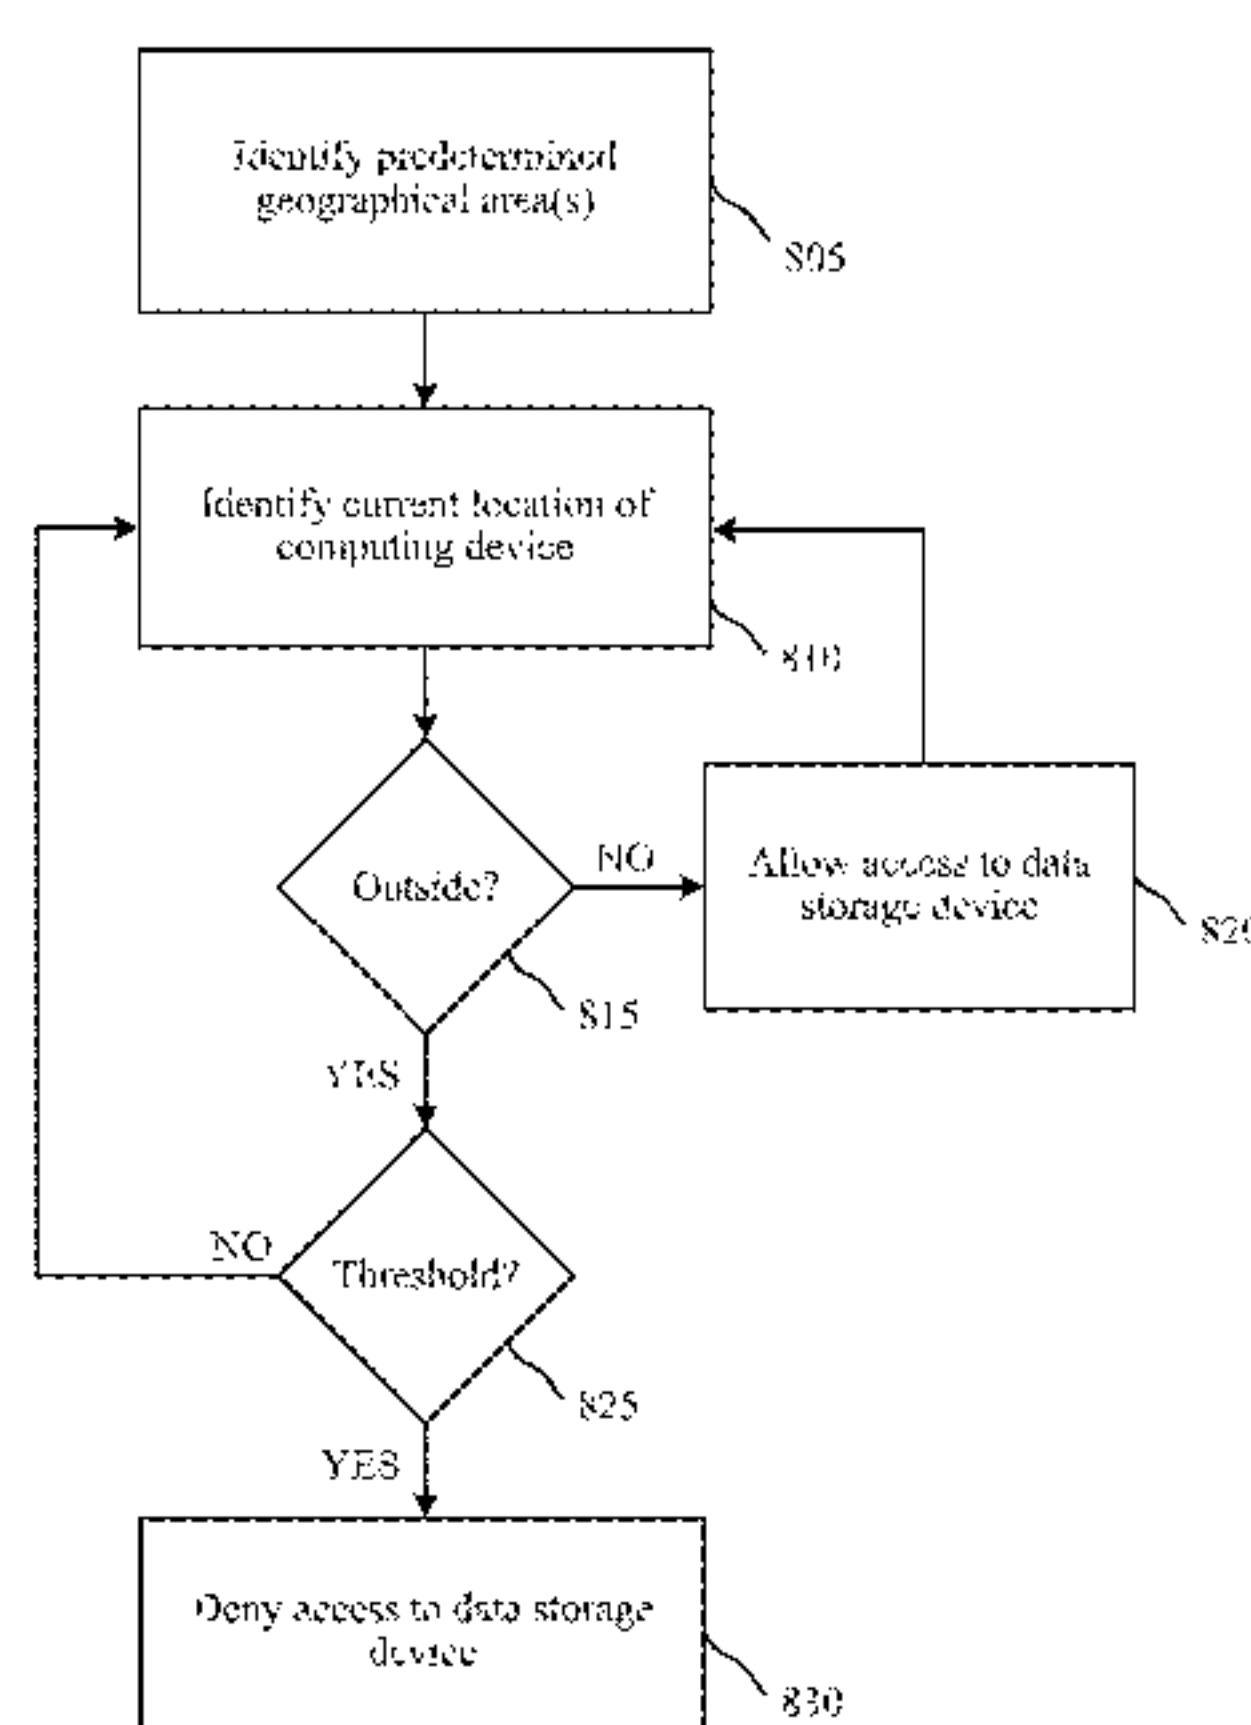 Identify predetermined
geographical area(s)
805
Identify current location of
computing device
810
Outside?
NO
Allow access to data
storage device
820
815
YES
NO
Threshold?
825
YES
Deny access to data storage
device
830